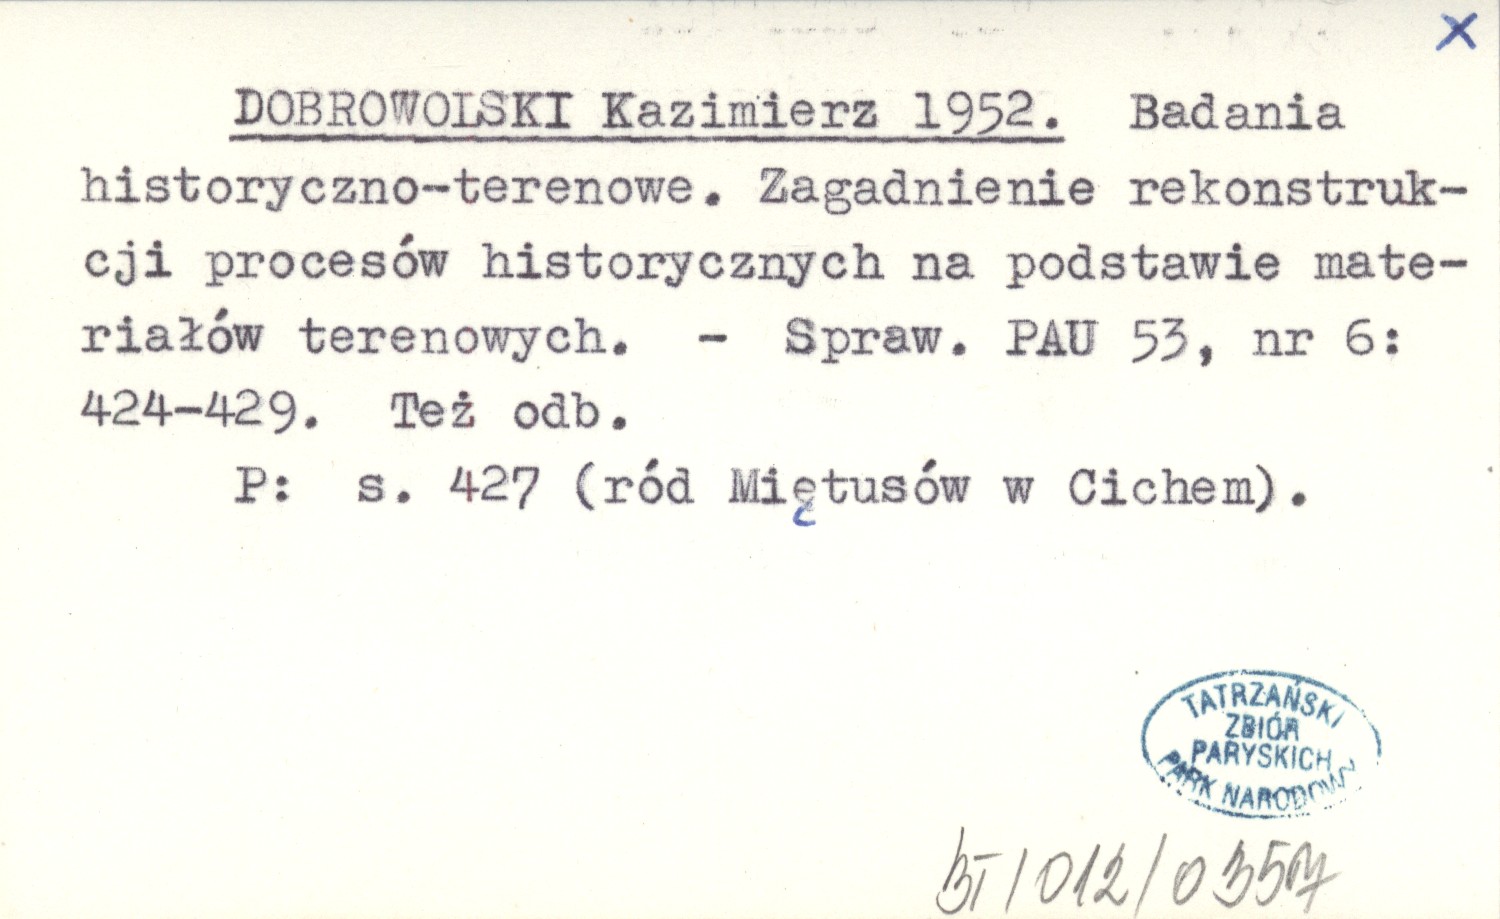 x
DOBROWOLSKI Kazimierz 1952. Badania
historyczno-terenowe. Zagadnienie rekonstruk-
cji procesów historycznych na podstawie mate-
riałów terenowych. - Spraw. PAU 53, nr 6:
424-429. Też odb.
P: s. 427 (ród Miętusów w Cichem).
TATRZAŃSKI
ZBIÓR
PARYSKICH
PARK NARODOWY
BT/012/0357